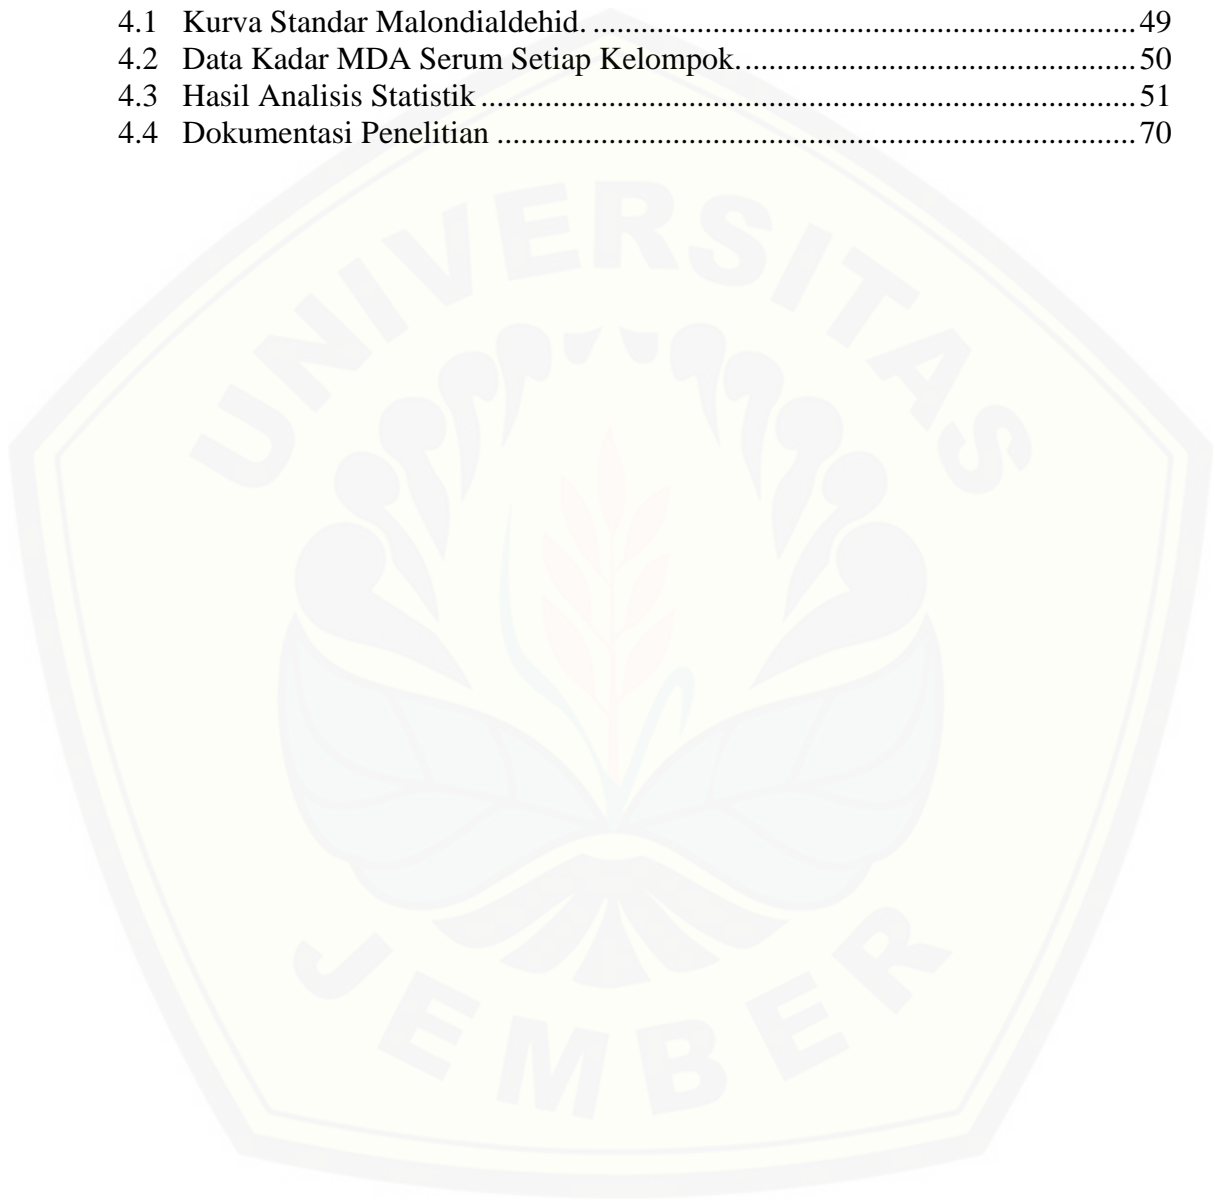 4.1 Kurva Standar Malondialdehid. .....................................................................49
4.2 Data Kadar MDA Serum Setiap Kelompok..................................................50
4.3 Hasil Analisis Statistik ..................................................................................51
4.4 Dokumentasi Penelitian ................................................................................70
UNIVERSITAS
JEMBER